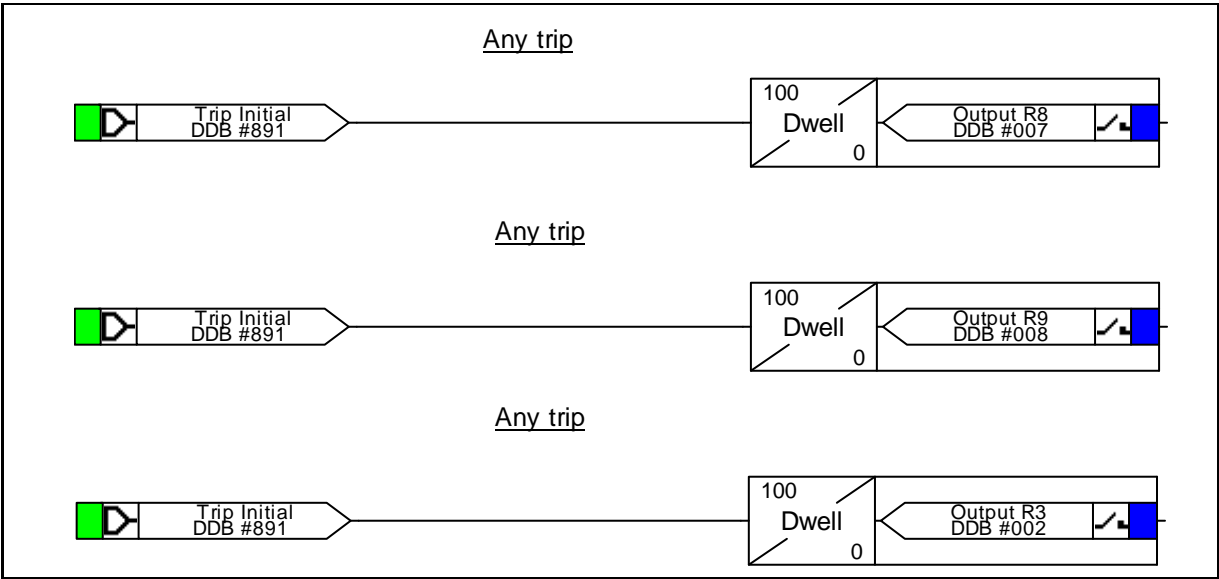 Any trip
100
Trip Initial
DDB #891
Dwell
Output R8
DDB #007
0
Any trip
100
Trip Initial
DDB #891
Dwell
Output R9
DDB #008
0
Any trip
100
Trip Initial
DDB #891
Dwell
Output R3
DDB #002
0